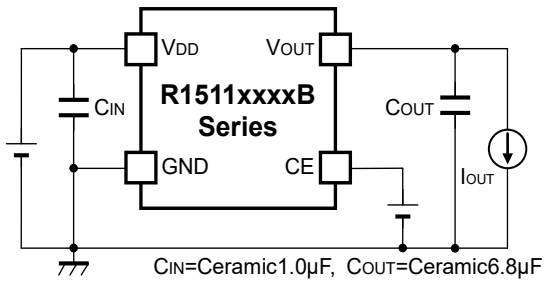 VDD
VOUT
R1511xxxxB
Series
CIN
COUT
GND
CE
IOUT
CIN=Ceramic1.0µF, COUT=Ceramic6.8µF